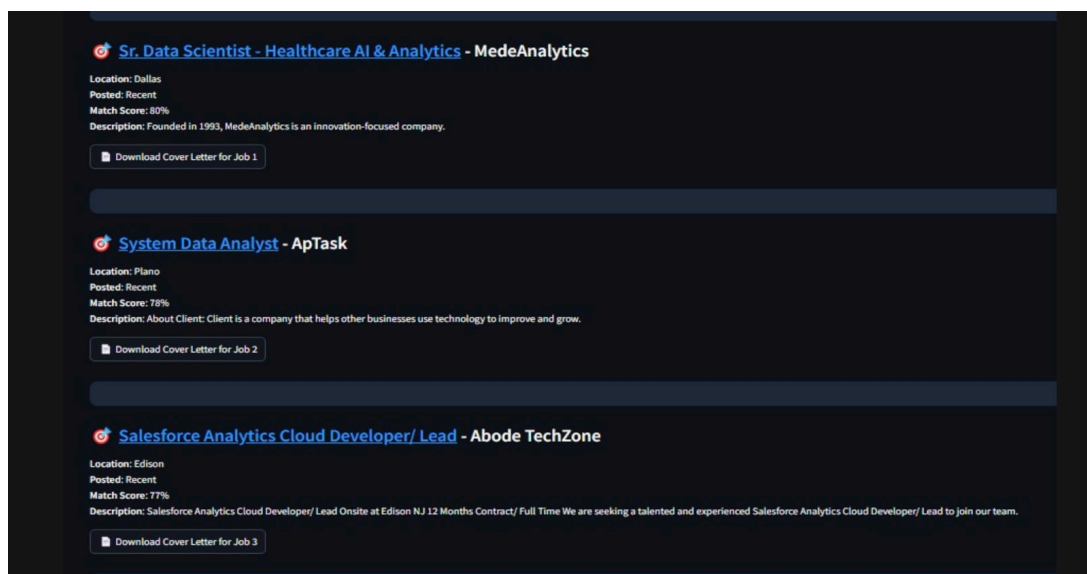 Sr. Data Scientist - Healthcare AI & Analytics - MedeAnalytics
Location: Dallas
Posted: Recent
Match Score: 80%
Description: Founded in 1993, MedeAnalytics is an innovation-focused company.
Download Cover Letter for Job 1
System Data Analyst - ApTask
Location: Plano
Posted: Recent
Match Score: 78%
Description: About Client: Client is a company that helps other businesses use technology to improve and grow.
Download Cover Letter for Job 2
Salesforce Analytics Cloud Developer/ Lead - Abode TechZone
Location: Edison
Posted: Recent
Match Score: 77%
Description: Salesforce Analytics Cloud Developer/ Lead Onsite at Edison NJ 12 Months Contract/ Full Time We are seeking a talented and experienced Salesforce Analytics Cloud Developer/ Lead to join our team.
Download Cover Letter for Job 3